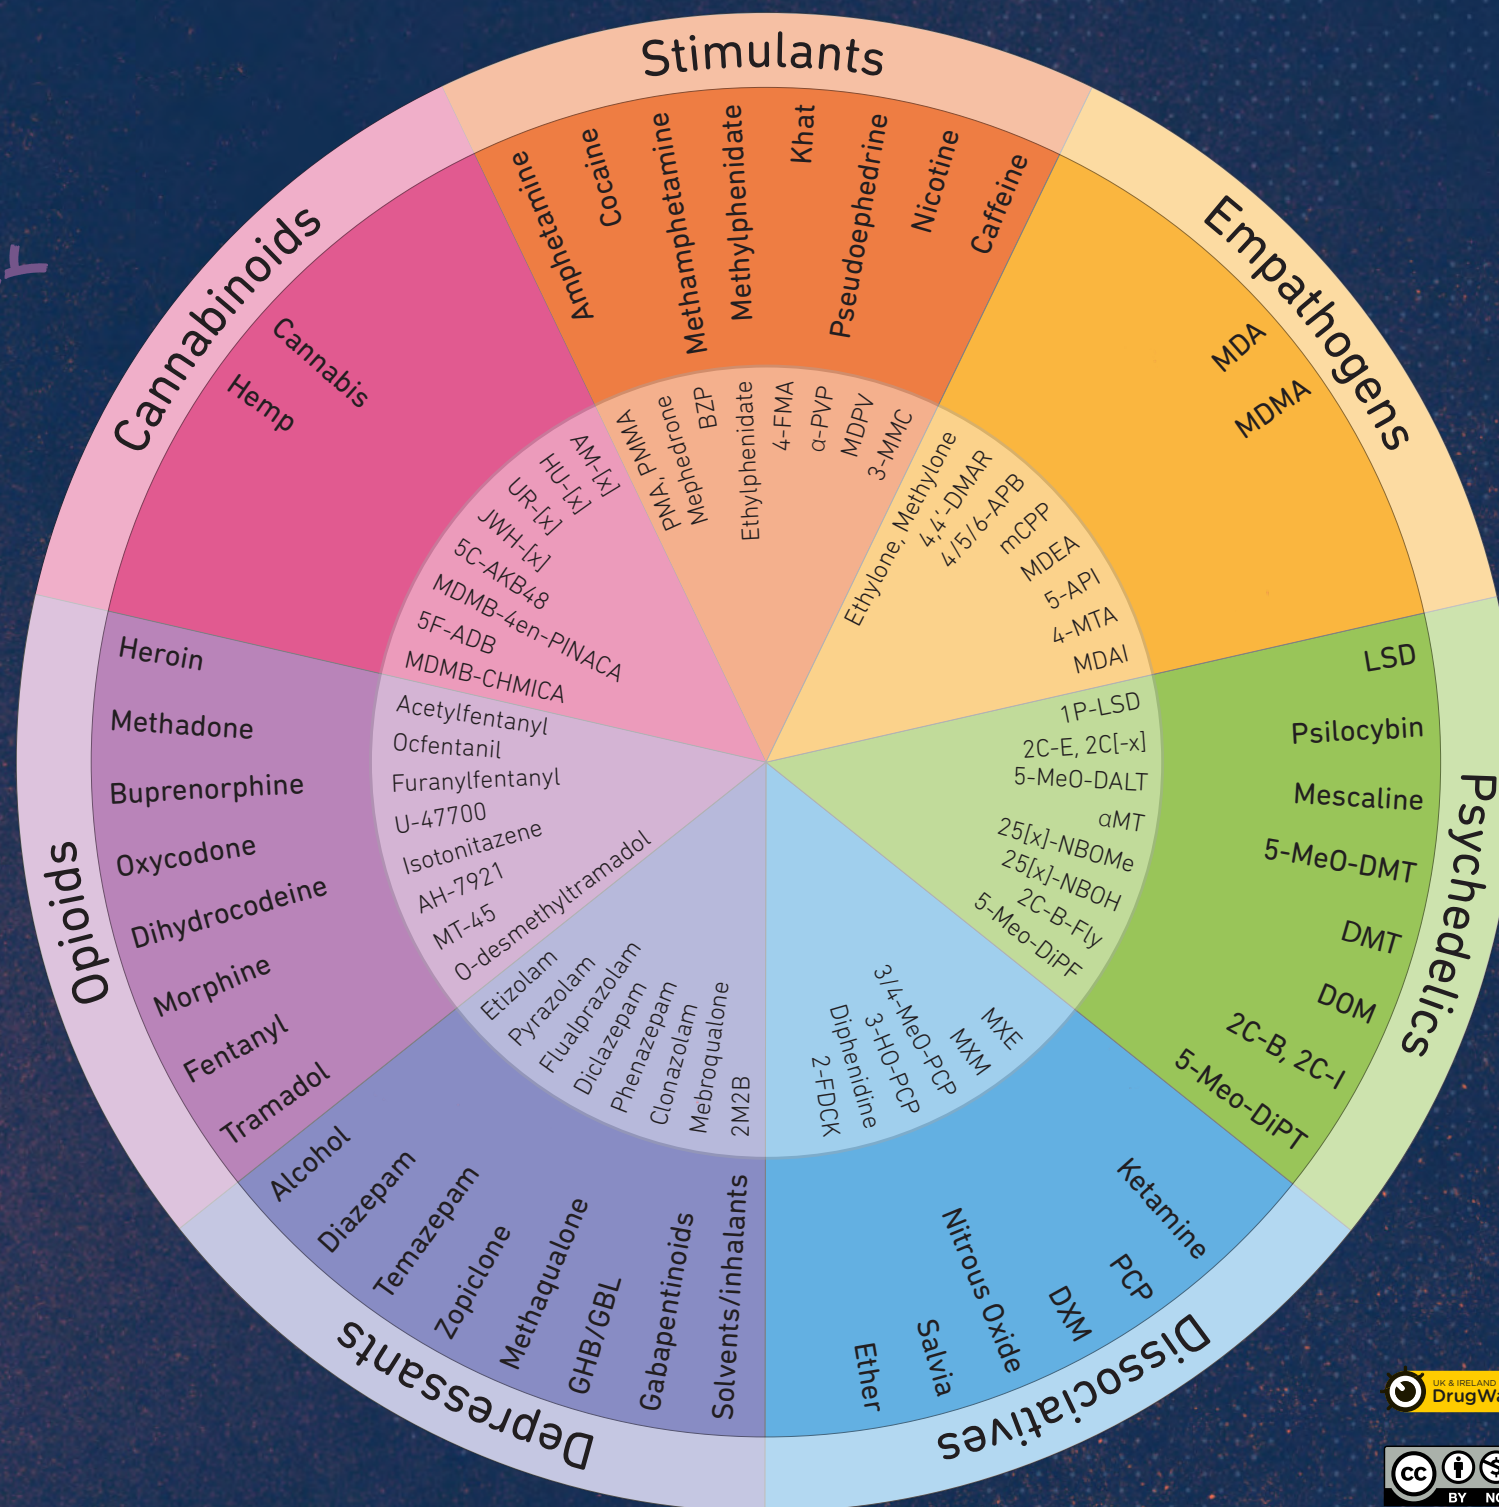 Stimulants
Amphetamine
Cocaine
Methamphetamine
Methylphenidate
Khat
Pseudoephedrine
Nicotine
Caffeine
PMA, PMMA
Mephedrone
BZP
Ethylphenidate
4-FMA
α-PVP
MDPV
3-MMC
Empathogens
MDA
MDMA
Ethylone, Methylone
4,4'-DMAR
4/5/6-APB
mCPP
MDEA
5-API
4-MTA
MDAI
Psychedelics
LSD
Psilocybin
Mescaline
5-MeO-DMT
DMT
DOM
2C-B, 2C-I
5-Meo-DiPT
1P-LSD
2C-E, 2C[-x]
5-MeO-DALT
αMT
25[x]-NBOMe
25[x]-NBOH
2C-B-Fly
5-Meo-DiPF
Dissociatives
Ketamine
PCP
DXM
Nitrous Oxide
Salvia
Ether
MXE
MXM
3/4-MeO-PCP
3-HO-PCP
Diphenidine
2-FDCK
Depressants
Solvents/inhalants
Gabapentinoids
GHB/GBL
Methaqualone
Zopiclone
Temazepam
Diazepam
Alcohol
2M2B
Mebroqualone
Clonazolam
Phenazepam
Diclazepam
Flualprazolam
Pyrazolam
Etizolam
Opioids
Heroin
Methadone
Buprenorphine
Oxycodone
Dihydrocodeine
Morphine
Fentanyl
Tramadol
Acetylfentanyl
Ocfentanil
Furanylfentanyl
U-47700
Isotonitazene
AH-7921
MT-45
O-desmethyltramadol
Cannabinoids
Cannabis
Hemp
AM-[x]
HU-[x]
UR-[x]
JWH-[x]
5C-AKB48
MDMB-4en-PINACA
5F-ADB
MDMB-CHMICA
UK & IRELAND
DrugWa
cc
BY NC